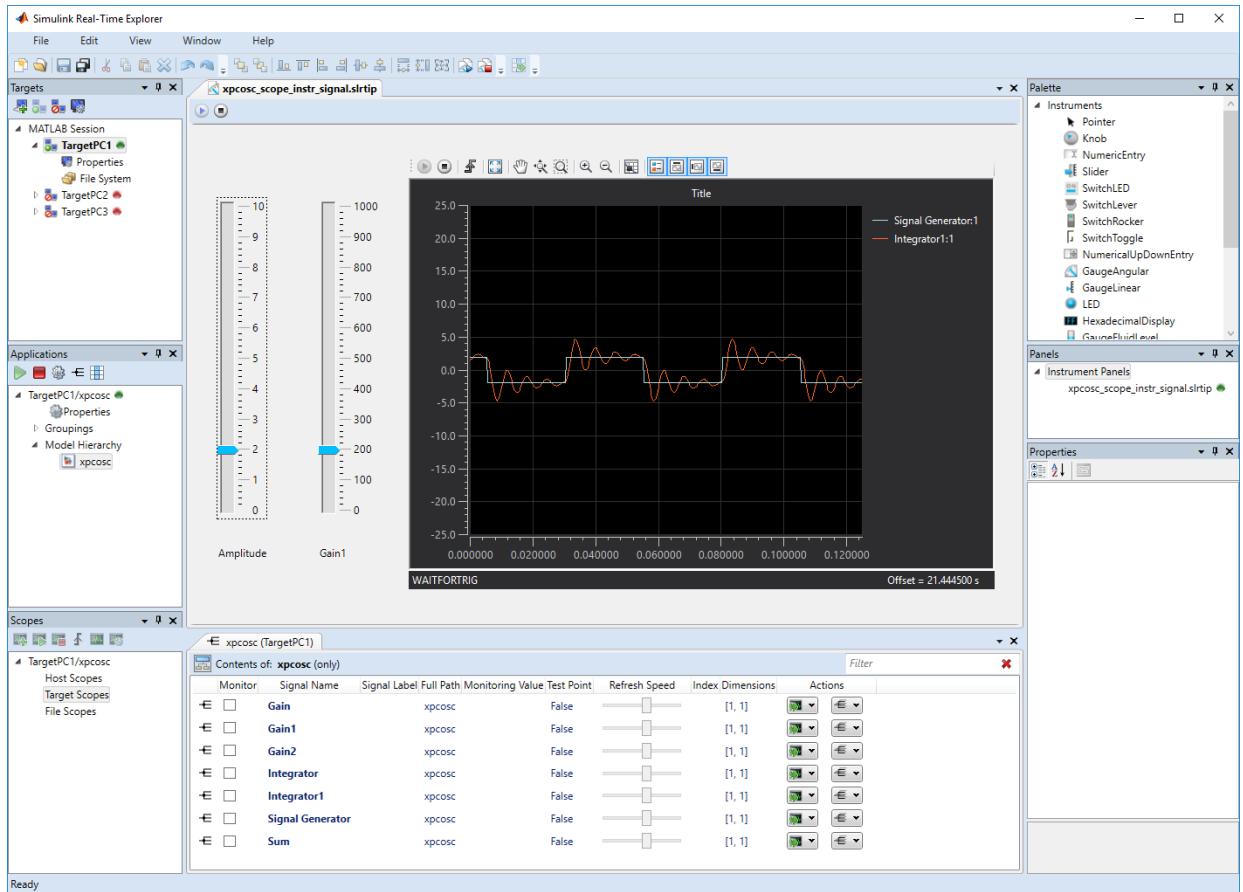 Simulink Real-Time Explorer
File Edit View Window Help
Targets
MATLAB Session
TargetPC1
Properties
File System
TargetPC2
TargetPC3
Applications
TargetPC1/xpcosc
Properties
Groupings
Model Hierarchy
xpcosc
Scopes
TargetPC1/xpcosc
Host Scopes
Target Scopes
File Scopes
xpcosc_scope_instr_signal.slrtip
10
9
8
7
6
5
4
3
2
1
0
Amplitude
1000
900
800
700
600
500
400
300
200
100
0
Gain1
Title
25.0
20.0
15.0
10.0
5.0
0.0
-5.0
-10.0
-15.0
-20.0
-25.0
0.000000 0.020000 0.040000 0.060000 0.080000 0.100000 0.120000
Signal Generator:1
Integrator1:1
WAITFORTRIG Offset = 21.444500 s
xpcosc (TargetPC1)
Contents of: xpcosc (only) Filter
Monitor Signal Name Signal Label Full Path Monitoring Value Test Point Refresh Speed Index Dimensions Actions
Gain xpcosc False [1, 1]
Gain1 xpcosc False [1, 1]
Gain2 xpcosc False [1, 1]
Integrator xpcosc False [1, 1]
Integrator1 xpcosc False [1, 1]
Signal Generator xpcosc False [1, 1]
Sum xpcosc False [1, 1]
Palette
Instruments
Pointer
Knob
NumericEntry
Slider
SwitchLED
SwitchLever
SwitchRocker
SwitchToggle
NumericalUpDownEntry
GaugeAngular
GaugeLinear
LED
HexadecimalDisplay
GaugeFluidLevel
Panels
Instrument Panels
xpcosc_scope_instr_signal.slrtip
Properties
Ready